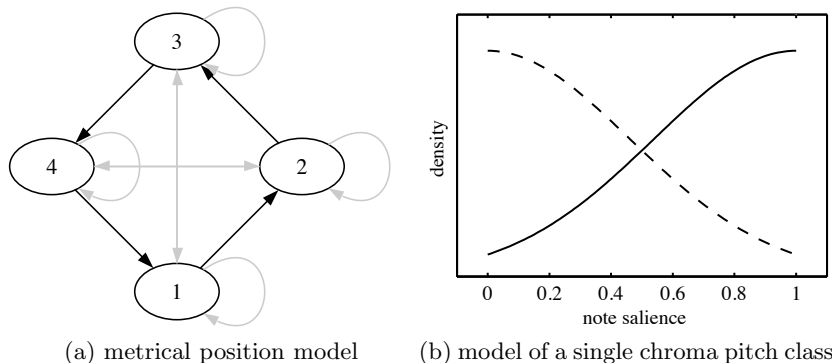 3
4
2
1
(a) metrical position model
density
0 0.2 0.4 0.6 0.8 1
note salience
(b) model of a single chroma pitch class